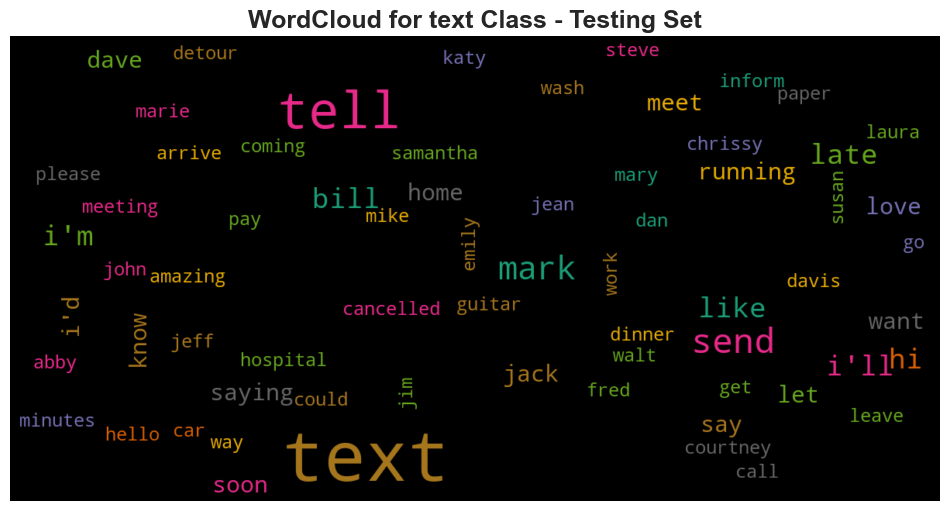 WordCloud for text Class - Testing Set
steve
dave
detour
katy
inform
wash
paper
meet
tell
marie
laura
coming
chrissy
arrive
samantha
late
running
please
mary
bill
home
susan
meeting
jean
love
mike
pay
dan
i'm
go
emily
mark
work
john
amazing
davis
cancelled
guitar
like
i'd
want
know
jeff
dinner
send
walt
abby
hospital
hi
i'll
jack
saying
could
jim
fred
get
let
minutes
leave
hello
car
way
say
text
courtney
call
soon